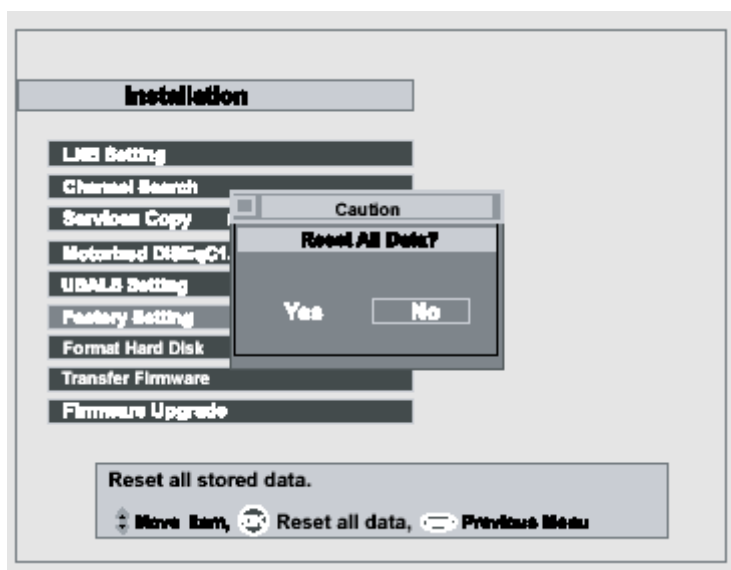 Installation
LNB Setting
Channel Search
Services Copy
Motorized DiSEqC1.
USALS Setting
Factory Setting
Format Hard Disk
Transfer Firmware
Firmware Upgrade
Caution
Reset All Data?
Yes No
Reset all stored data.
Move Item, OK Reset all data, Previous Menu